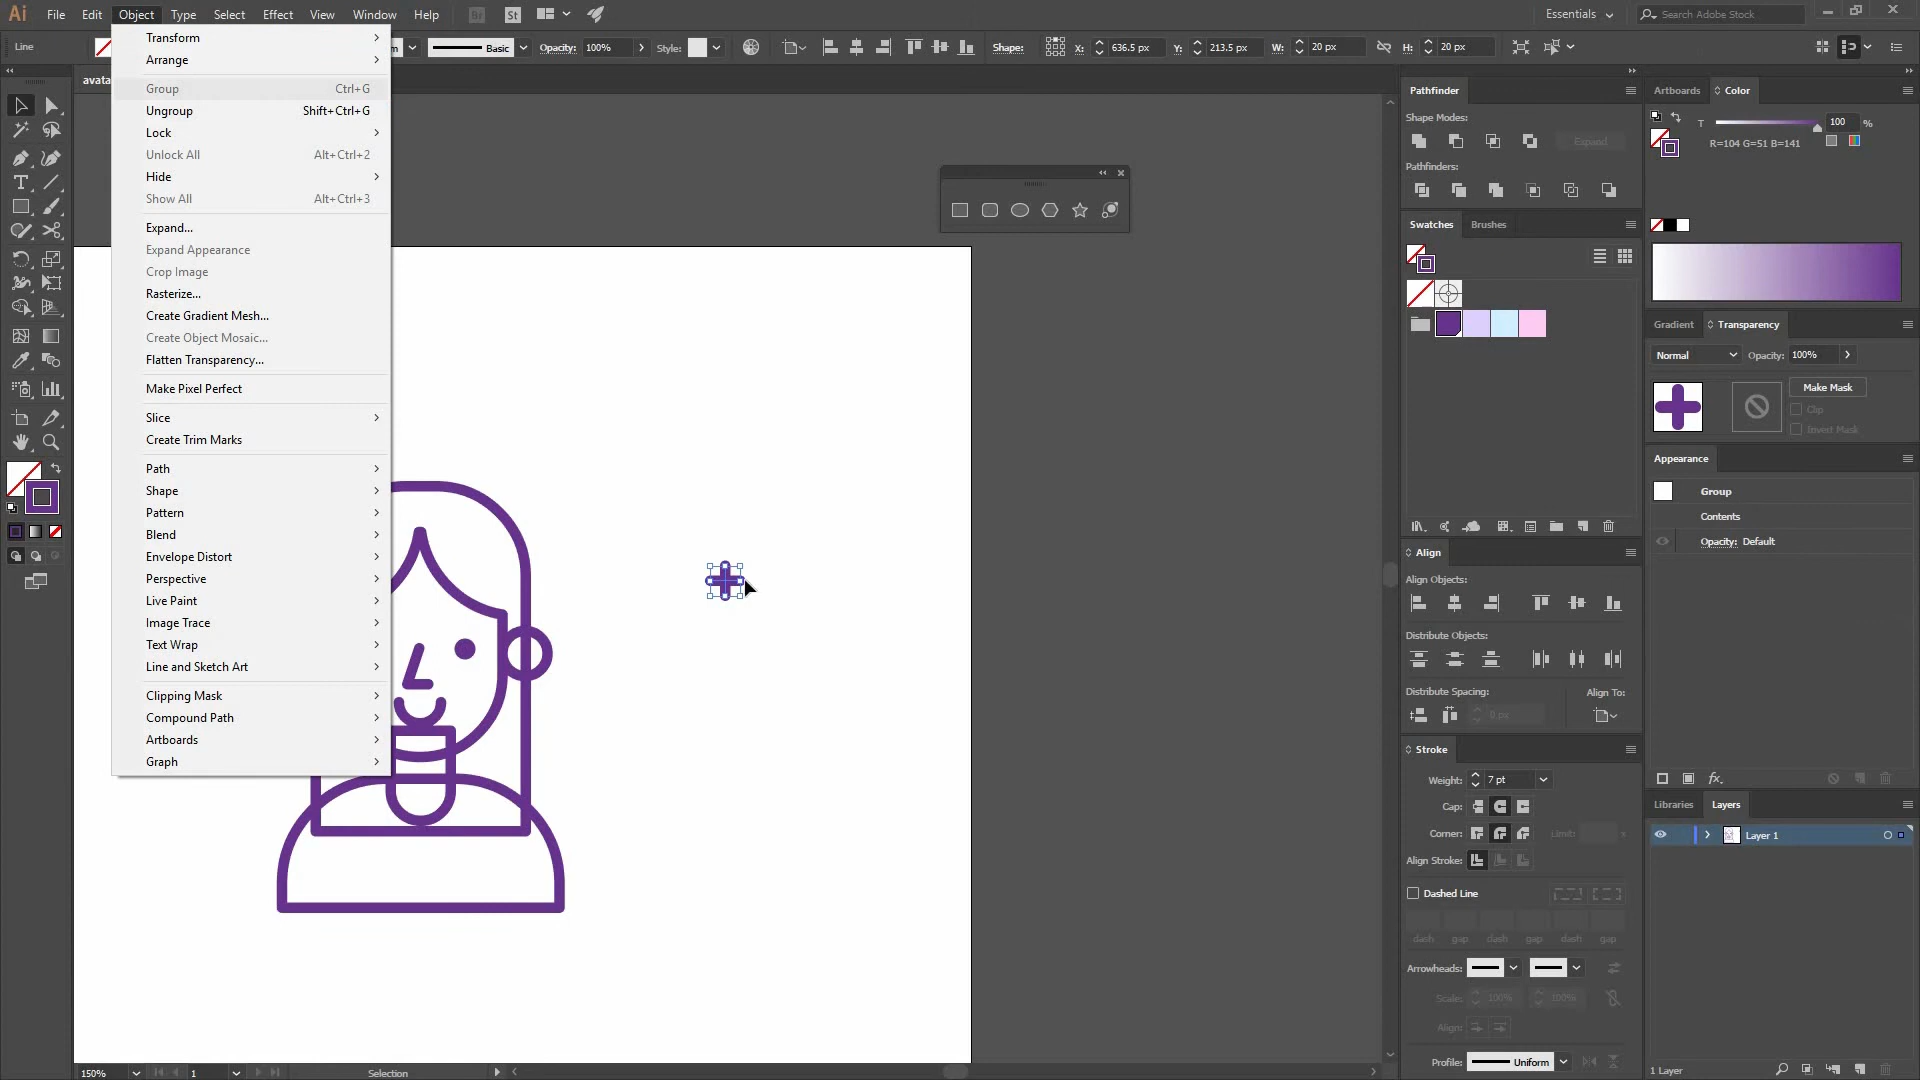 Ai File Edit Object Type Select Effect View Window Help Br St Essentials Search Adobe Stock
Line Basic Opacity: 100% Style: Shape: X: 636.5 px Y: 213.5 px W: 20 px H: 20 px
Transform
Arrange
Group Ctrl+G
Ungroup Shift+Ctrl+G
Lock
Unlock All Alt+Ctrl+2
Hide
Show All Alt+Ctrl+3
Expand...
Expand Appearance
Crop Image
Rasterize...
Create Gradient Mesh...
Create Object Mosaic...
Flatten Transparency...
Make Pixel Perfect
Slice
Create Trim Marks
Path
Shape
Pattern
Blend
Envelope Distort
Perspective
Live Paint
Image Trace
Text Wrap
Line and Sketch Art
Clipping Mask
Compound Path
Artboards
Graph
150% 1 Selection
Pathfinder
Shape Modes:
Expand
Pathfinders:
Swatches Brushes
Align
Align Objects:
Distribute Objects:
Distribute Spacing: Align To:
0 px
Stroke
Weight: 7 pt
Cap:
Corner: Limit:
Align Stroke:
Dashed Line
dash gap dash gap dash gap
Arrowheads:
Scale: 100% 100%
Align:
Profile: Uniform
Artboards Color
T 100 %
R=104 G=51 B=141
Gradient Transparency
Normal Opacity: 100%
Make Mask
Clip
Invert Mask
Appearance
Group
Contents
Opacity: Default
fx
Libraries Layers
Layer 1
1 Layer